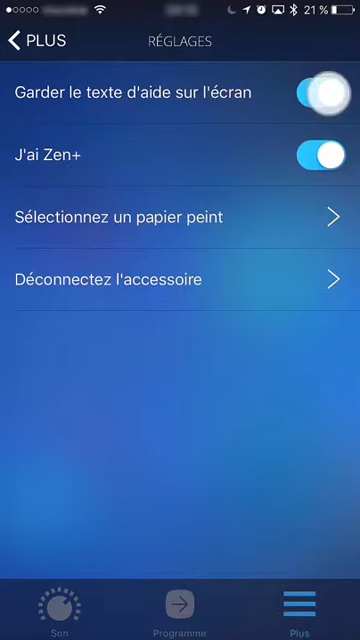 21 %
PLUS
RÉGLAGES
Garder le texte d'aide sur l'écran
J'ai Zen+
Sélectionnez un papier peint
Déconnectez l'accessoire
Son
Programme
Plus